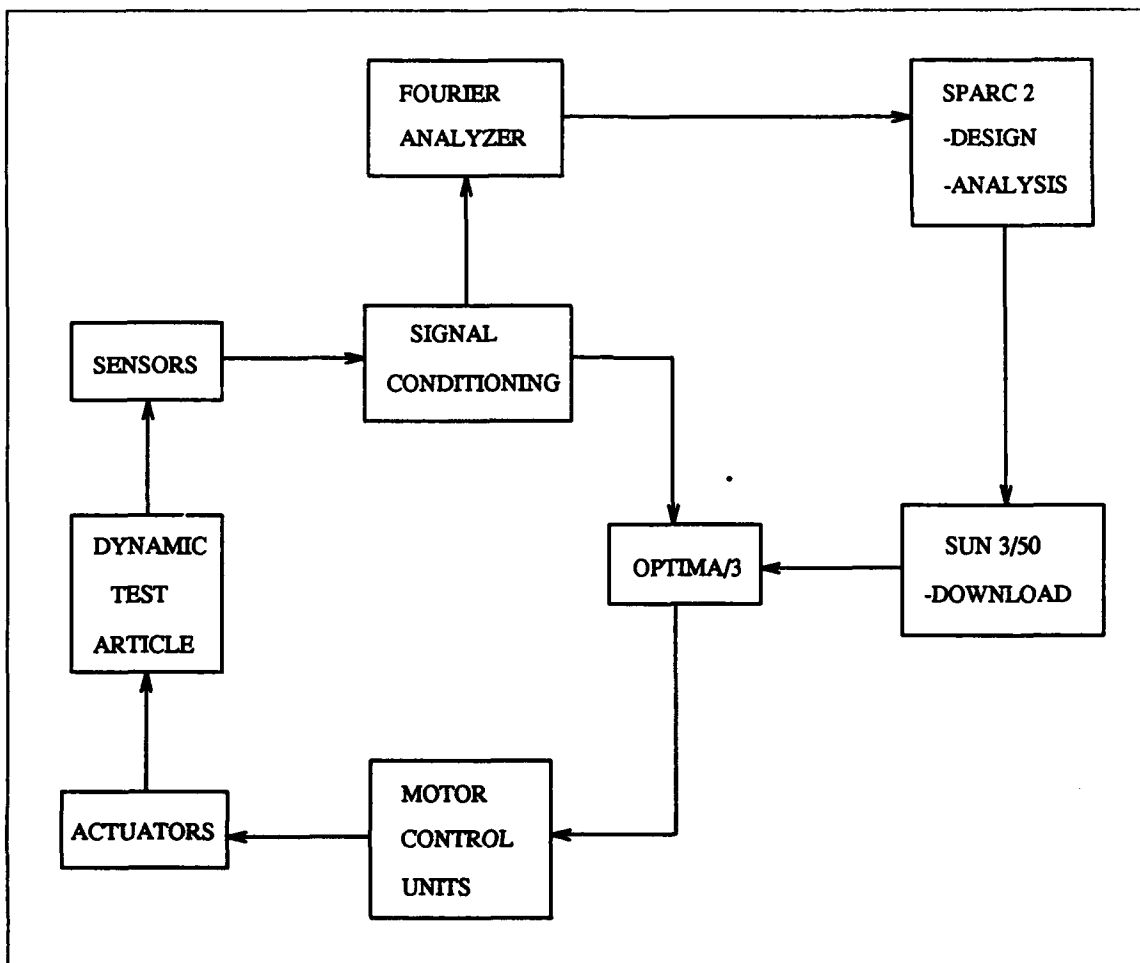 FOURIER
ANALYZER
SPARC 2
-DESIGN
-ANALYSIS
SIGNAL
CONDITIONING
SENSORS
DYNAMIC
TEST
ARTICLE
OPTIMA/3
SUN 3/50
-DOWNLOAD
MOTOR
CONTROL
UNITS
ACTUATORS